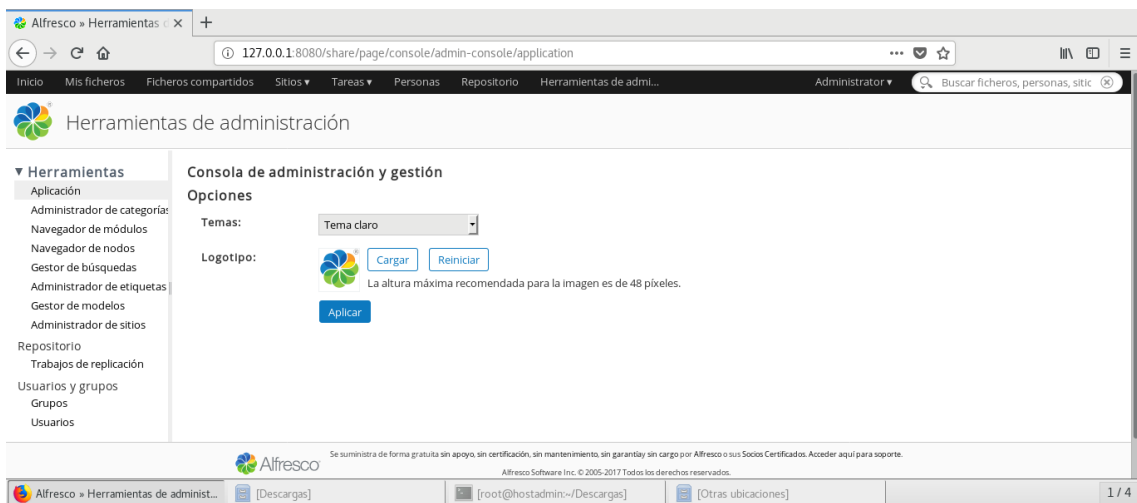 Alfresco » Herramientas d
127.0.0.1:8080/share/page/console/admin-console/application
Inicio Mis ficheros Ficheros compartidos Sitios Tareas Personas Repositorio Herramientas de admi... Administrator Buscar ficheros, personas, sitic
Herramientas de administración
Herramientas
Aplicación
Administrador de categorías
Navegador de módulos
Navegador de nodos
Gestor de búsquedas
Administrador de etiquetas
Gestor de modelos
Administrador de sitios
Repositorio
Trabajos de replicación
Usuarios y grupos
Grupos
Usuarios
Consola de administración y gestión
Opciones
Temas: Tema claro
Logotipo: Cargar Reiniciar
La altura máxima recomendada para la imagen es de 48 píxeles.
Aplicar
Alfresco
Se suministra de forma gratuita sin apoyo, sin certificación, sin mantenimiento, sin garantíay sin cargo por Alfresco o sus Socios Certificados. Acceder aquí para soporte.
Alfresco Software Inc. © 2005-2017 Todos los derechos reservados.
Alfresco » Herramientas de administ... [Descargas] [root@hostadmin:~/Descargas] [Otras ubicaciones] 1 / 4